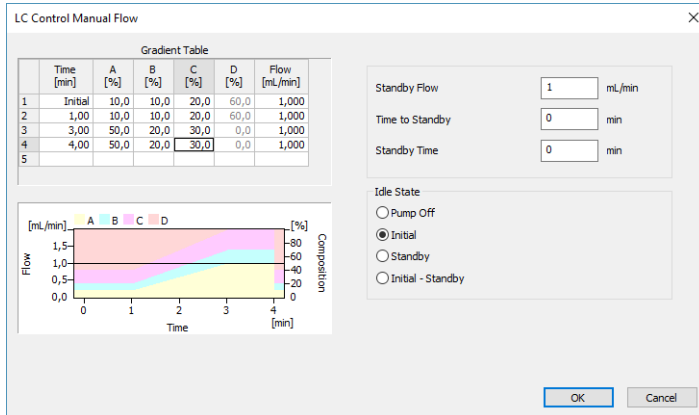 LC Control Manual Flow
Gradient Table
Time [min] A [%] B [%] C [%] D [%] Flow [mL/min]
1 Initial 10,0 10,0 20,0 60,0 1,000
2 1,00 10,0 10,0 20,0 60,0 1,000
3 3,00 50,0 20,0 30,0 0,0 1,000
4 4,00 50,0 20,0 30,0 0,0 1,000
5
Standby Flow 1 mL/min
Time to Standby 0 min
Standby Time 0 min
Idle State
Pump Off
Initial
Standby
Initial - Standby
[mL/min] A B C D [%]
1,5 80
1,0 60
0,5 40
20
0,0 0
Flow
Composition
0 1 2 3 4
Time [min]
OK Cancel